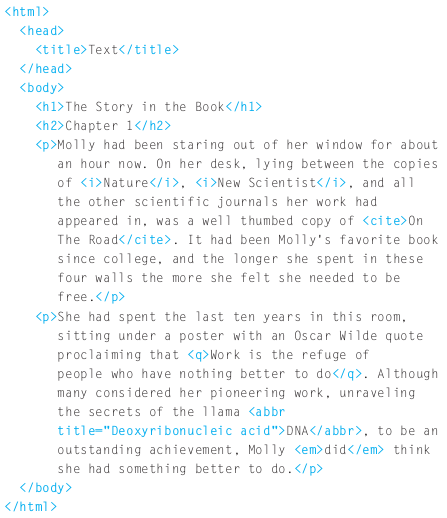 <html>
<head>
<title>Text</title>
</head>
<body>
<h1>The Story in the Book</h1>
<h2>Chapter 1</h2>
<p>Molly had been staring out of her window for about
an hour now. On her desk, lying between the copies
of <i>Nature</i>, <i>New Scientist</i>, and all
the other scientific journals her work had
appeared in, was a well thumbed copy of <cite>On
The Road</cite>. It had been Molly's favorite book
since college, and the longer she spent in these
four walls the more she felt she needed to be
free.</p>
<p>She had spent the last ten years in this room,
sitting under a poster with an Oscar Wilde quote
proclaiming that <q>Work is the refuge of
people who have nothing better to do</q>. Although
many considered her pioneering work, unraveling
the secrets of the llama <abbr
title="Deoxyribonucleic acid">DNA</abbr>, to be an
outstanding achievement, Molly <em>did</em> think
she had something better to do.</p>
</body>
</html>